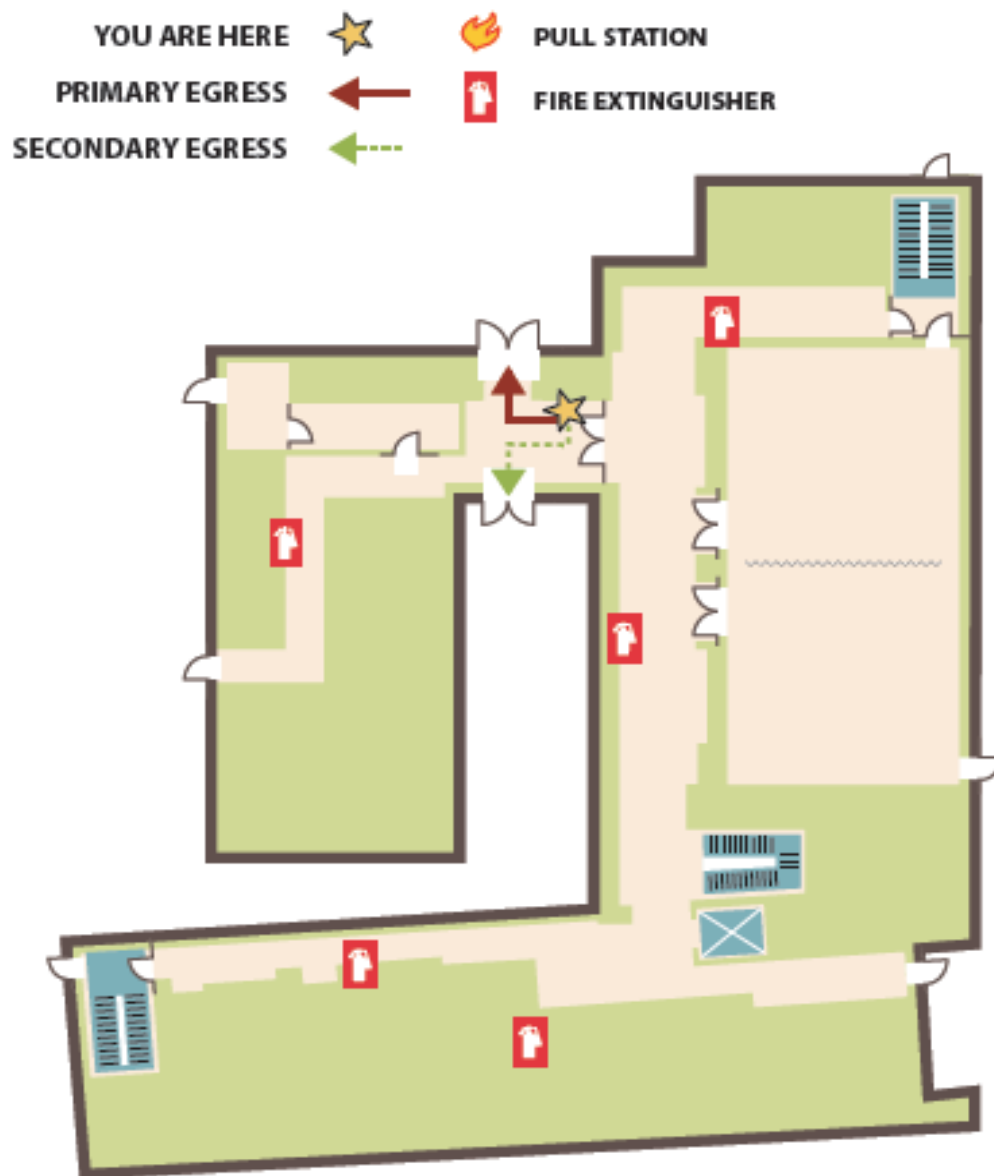 YOU ARE HERE
PULL STATION
PRIMARY EGRESS
FIRE EXTINGUISHER
SECONDARY EGRESS